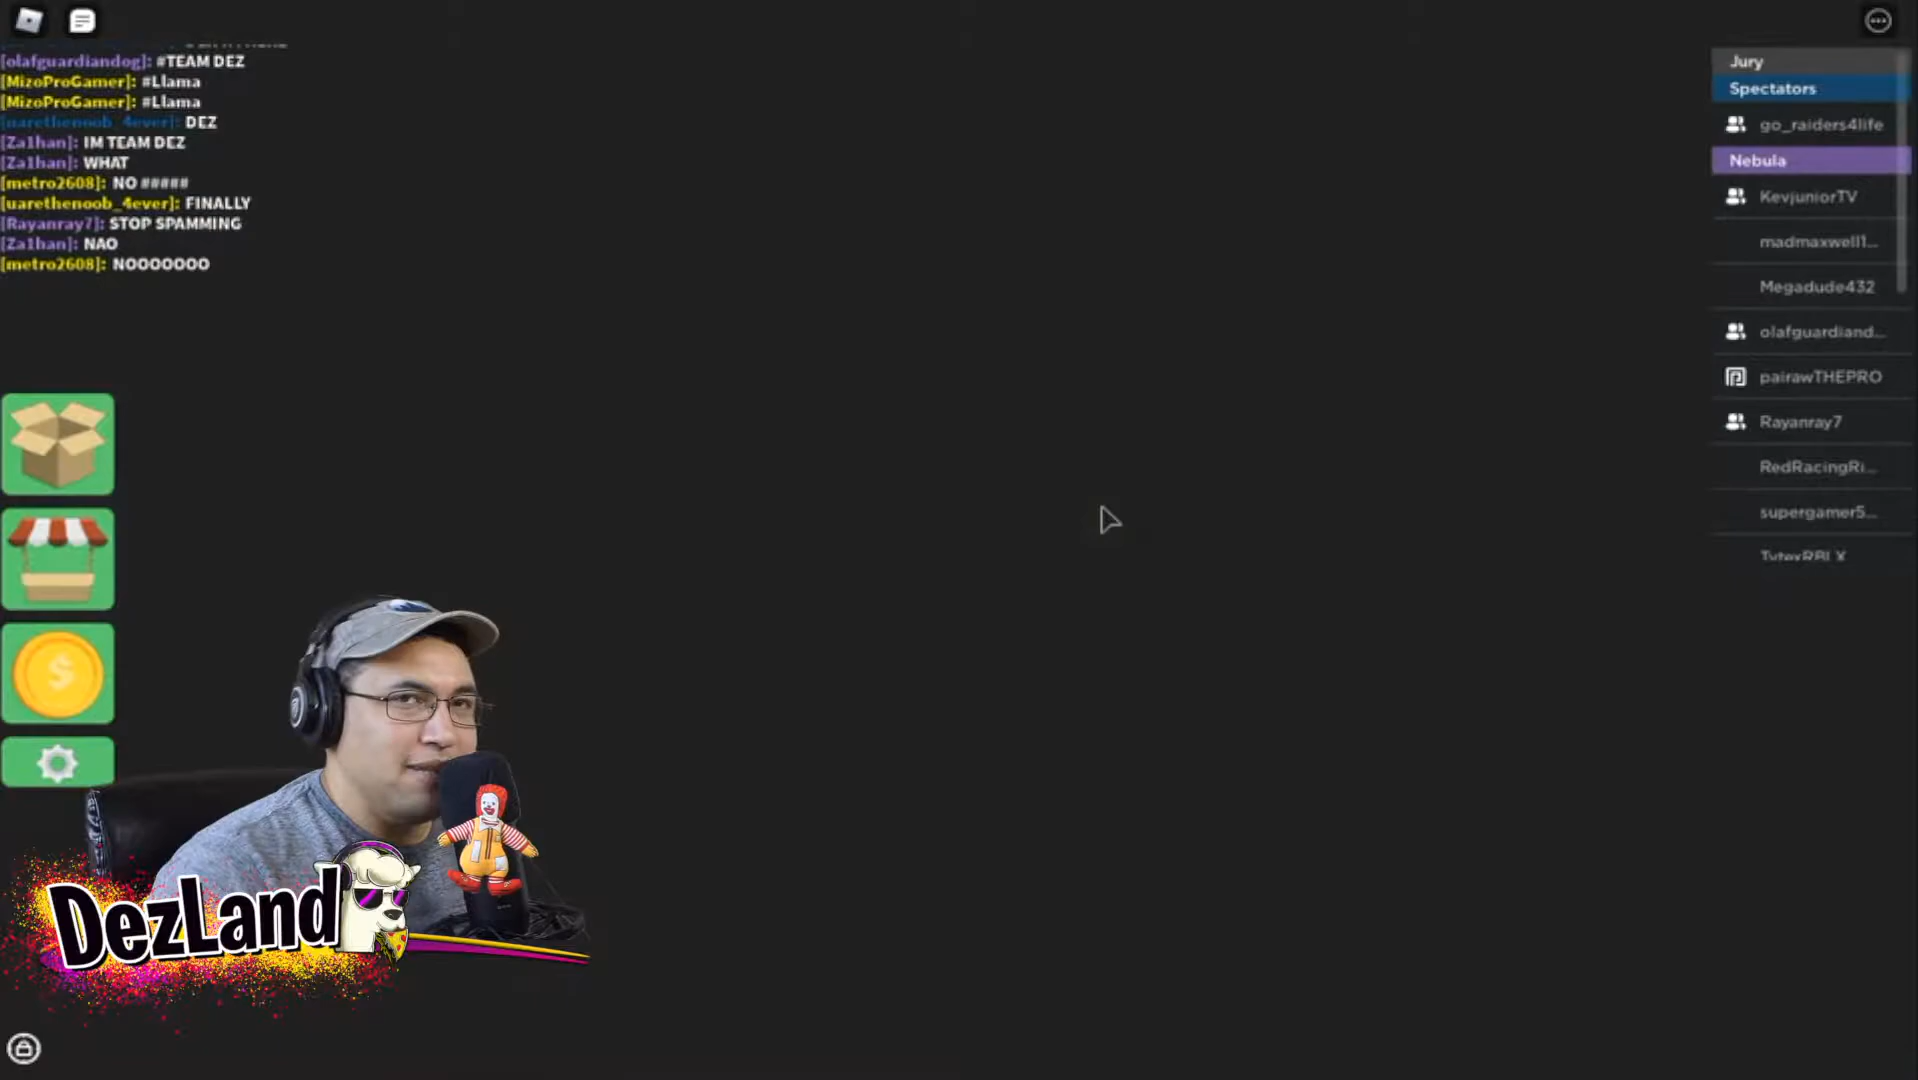 [olafguardiandog]: #TEAM DEZ
[MizoProGamer]: #Llama
[MizoProGamer]: #Llama
[uarethenoob_4ever]: DEZ
[Za1han]: IM TEAM DEZ
[Za1han]: WHAT
[metro2608]: NO #####
[uarethenoob_4ever]: FINALLY
[Rayanray7]: STOP SPAMMING
[Za1han]: NAO
[metro2608]: NOOOOOOO
Jury
Spectators
go_raiders4life
Nebula
KevjuniorTV
madmaxwell1...
Megadude432
olafguardiand...
pairawTHEPRO
Rayanray7
RedRacingRi...
supergamer5...
TytexRBLX
DezLand